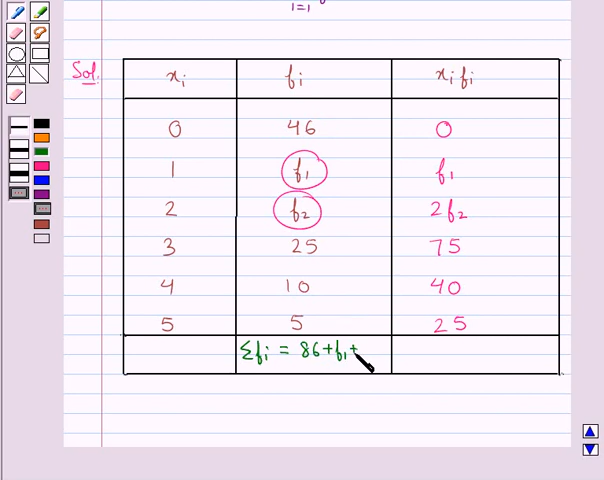 i=1
Sol.
xi fi xifi
0 46 0
1 f1 f1
2 f2 2f2
3 25 75
4 10 40
5 5 25
Σfi = 86+f1+